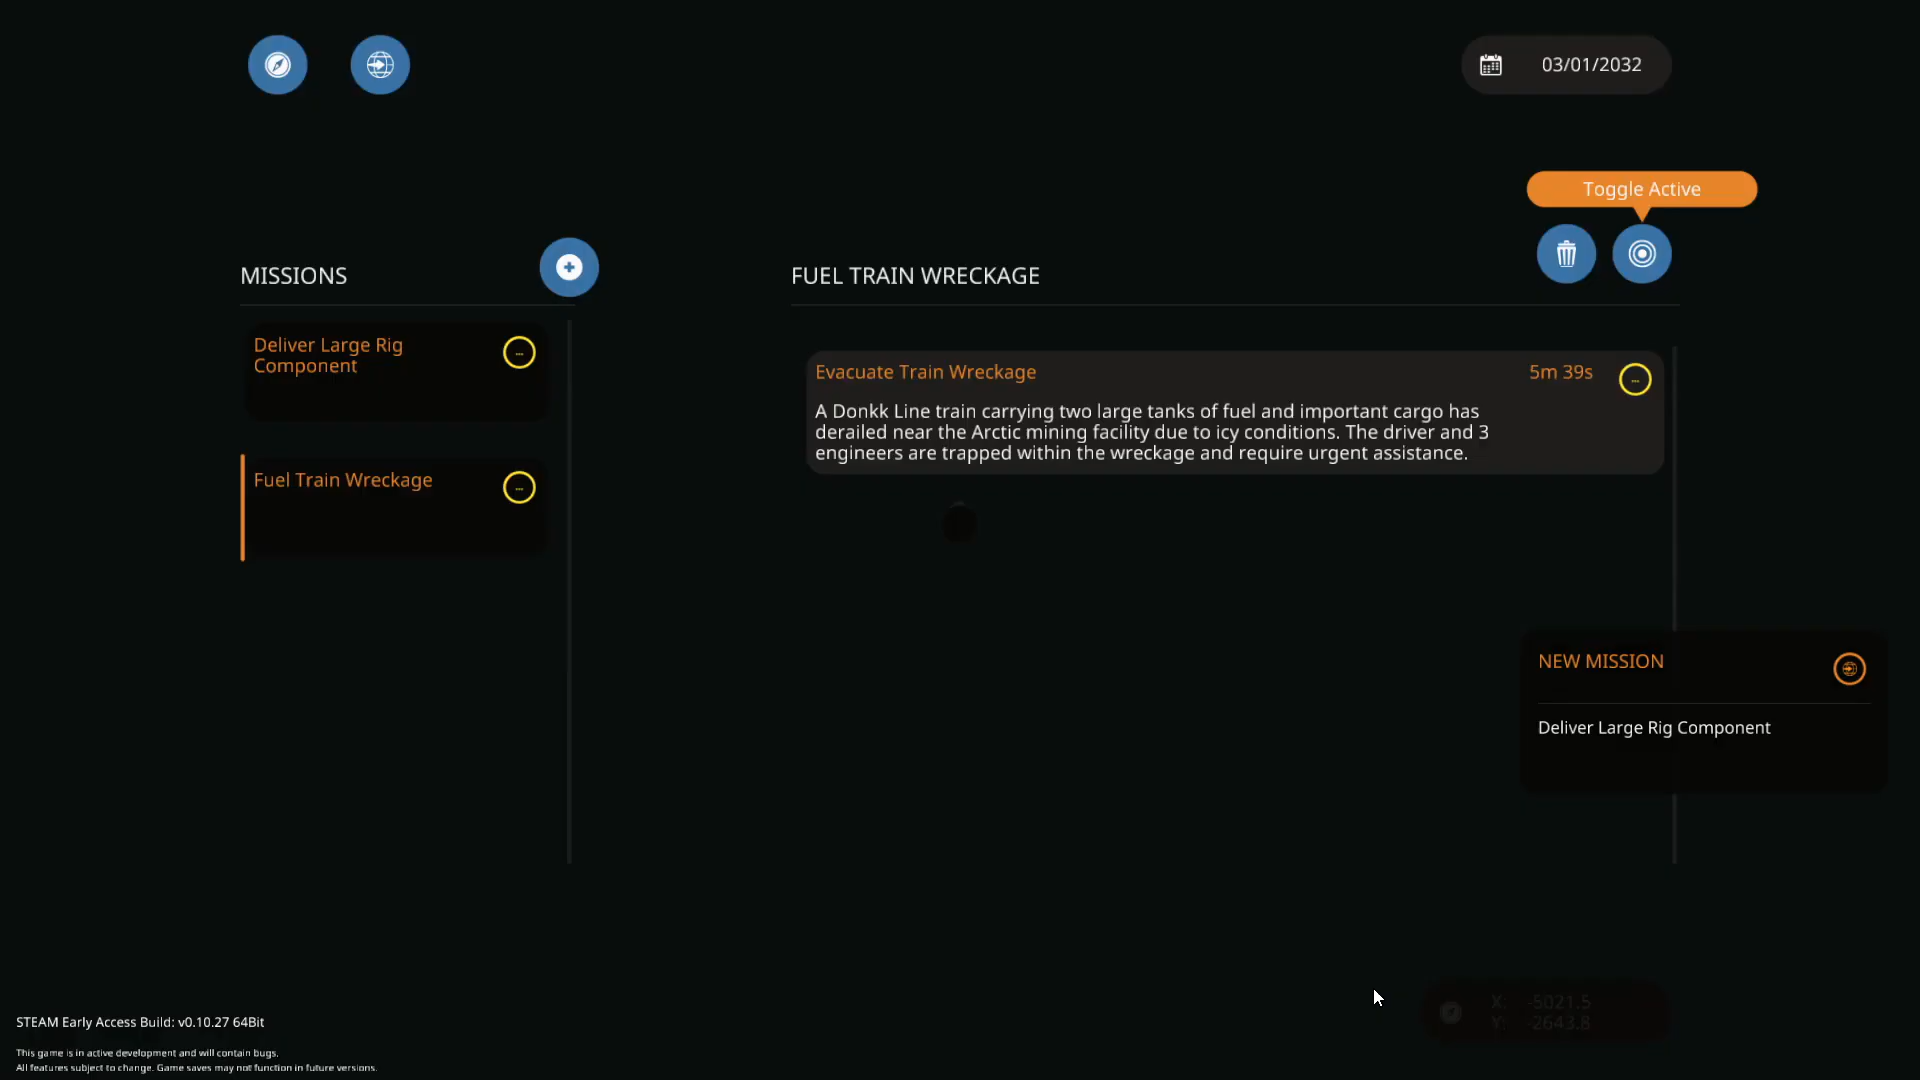 03/01/2032
Toggle Active
MISSIONS
FUEL TRAIN WRECKAGE
Deliver Large Rig
Component
Fuel Train Wreckage
Evacuate Train Wreckage
5m 39s
A Donkk Line train carrying two large tanks of fuel and important cargo has
derailed near the Arctic mining facility due to icy conditions. The driver and 3
engineers are trapped within the wreckage and require urgent assistance.
NEW MISSION
Deliver Large Rig Component
X: -5021.5
Y: -2643.8
STEAM Early Access Build: v0.10.27 64Bit
This game is in active development and will contain bugs.
All features subject to change. Game saves may not function in future versions.